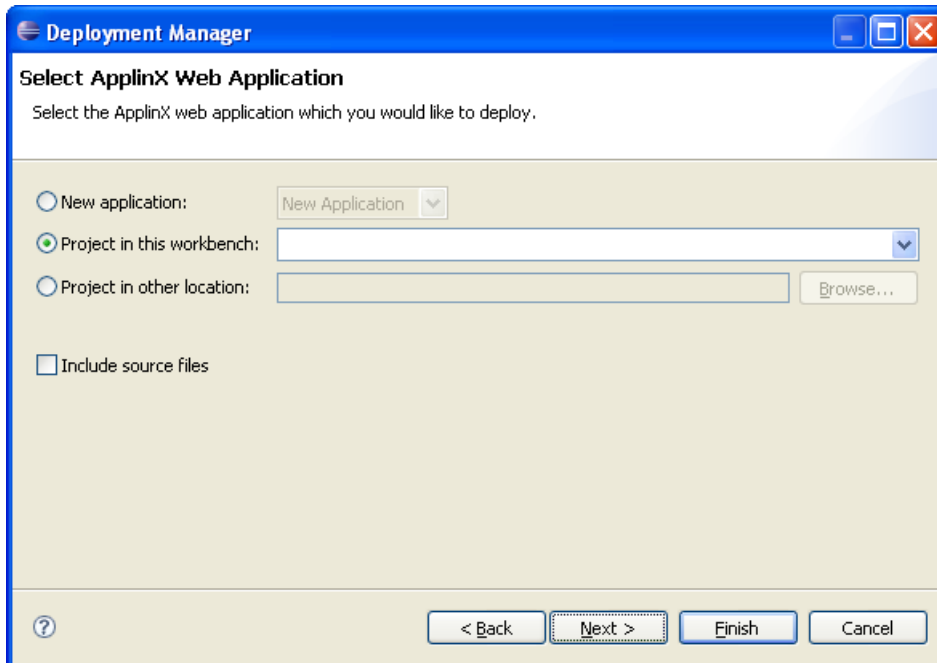 Deployment Manager
Select ApplinX Web Application
Select the ApplinX web application which you would like to deploy.
New application: New Application
Project in this workbench:
Project in other location: Browse...
Include source files
? < Back Next > Finish Cancel